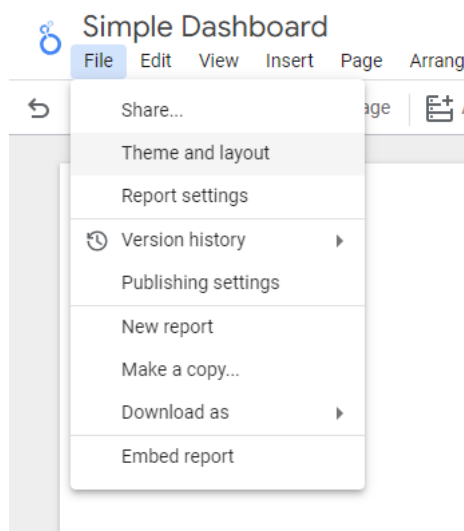 Simple Dashboard
File Edit View Insert Page Arrang
age
Share...
Theme and layout
Report settings
Version history
Publishing settings
New report
Make a copy...
Download as
Embed report